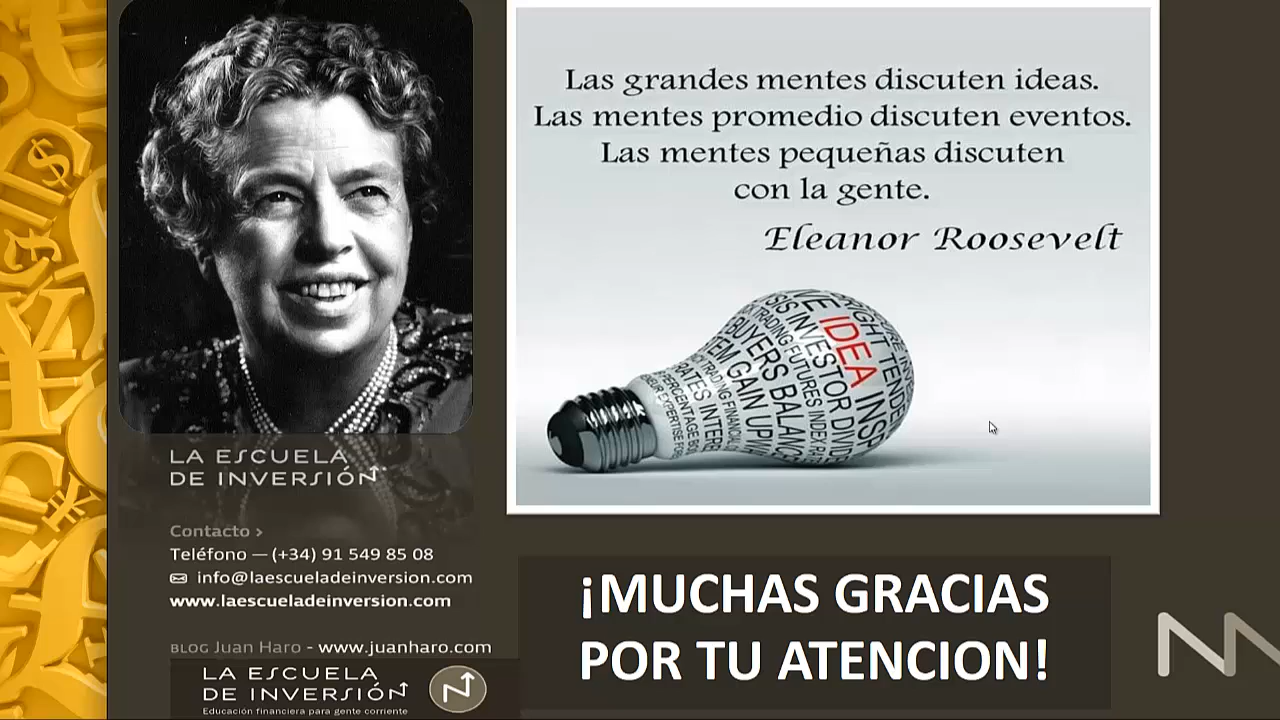 Las grandes mentes discuten ideas.
Las mentes promedio discuten eventos.
Las mentes pequeñas discuten
con la gente.
Eleanor Roosevelt
IDEA
INVESTOR
BUYERS
GAIN
TRADING FUTURES INDEX
LA ESCUELA
DE INVERSIÓN
Contacto >
Teléfono — (+34) 91 549 85 08
info@laescueladeinversion.com
www.laescueladeinversion.com
BLOG Juan Haro - www.juanharo.com
LA ESCUELA
DE INVERSIÓN
Educación financiera para gente corriente
¡MUCHAS GRACIAS
POR TU ATENCION!